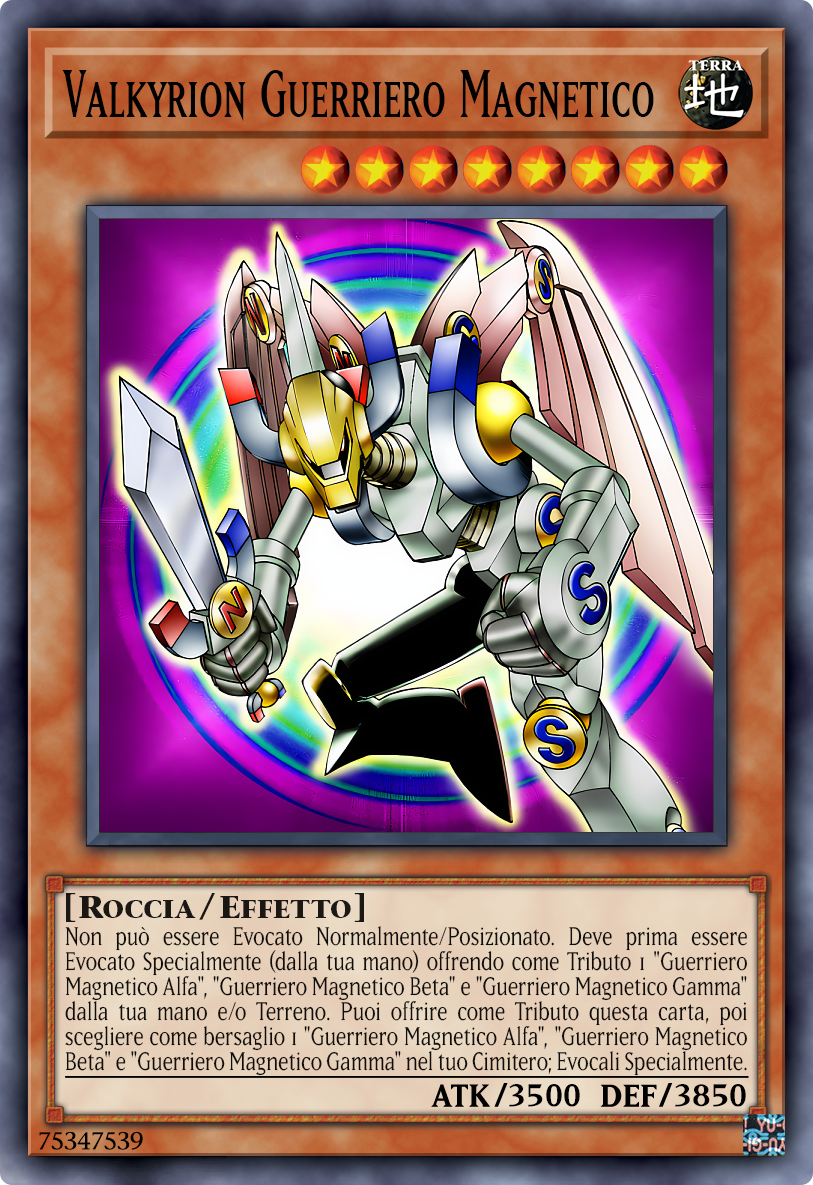 Valkyrion Guerriero Magnetico
TERRA
地
N
N
S
S
S
S
N
S
[Roccia/Effetto]
Non può essere Evocato Normalmente/Posizionato. Deve prima essere
Evocato Specialmente (dalla tua mano) offrendo come Tributo 1 "Guerriero
Magnetico Alfa", "Guerriero Magnetico Beta" e "Guerriero Magnetico Gamma"
dalla tua mano e/o Terreno. Puoi offrire come Tributo questa carta, poi
scegliere come bersaglio 1 "Guerriero Magnetico Alfa", "Guerriero Magnetico
Beta" e "Guerriero Magnetico Gamma" nel tuo Cimitero; Evocali Specialmente.
ATK/3500 DEF/3850
75347539